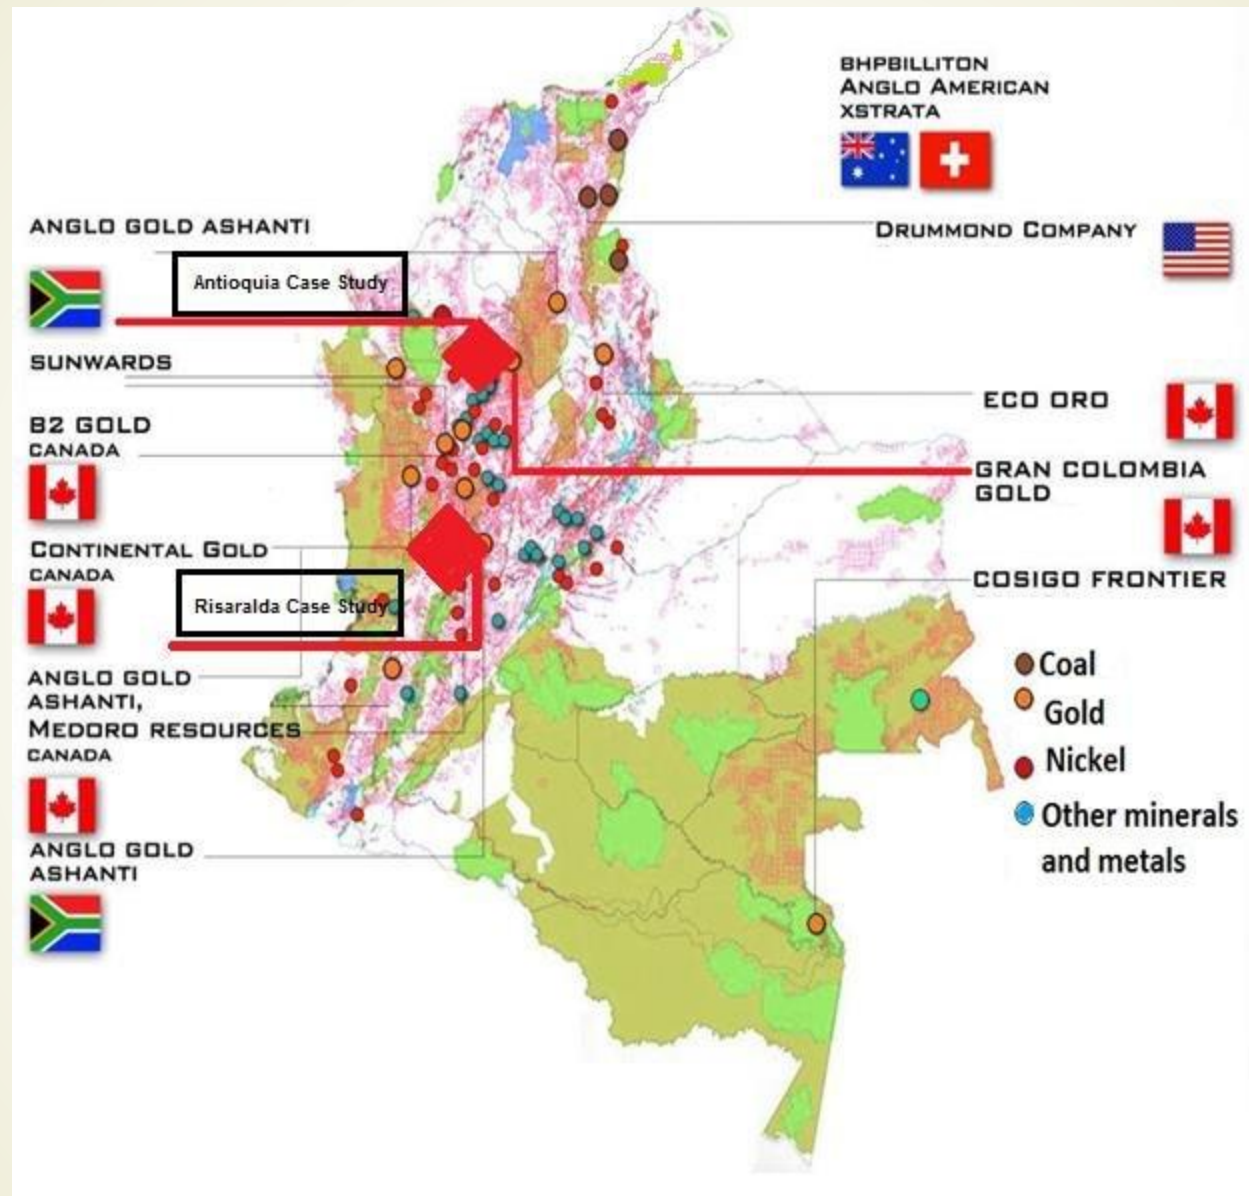 BHPBILLITON
ANGLO AMERICAN
XSTRATA
DRUMMOND COMPANY
ANGLO GOLD ASHANTI
Antioquia Case Study
SUNWARDS
B2 GOLD
CANADA
CONTINENTAL GOLD
CANADA
Risaralda Case Study
ANGLO GOLD
ASHANTI,
MEDORO RESOURCES
CANADA
ANGLO GOLD
ASHANTI
ECO ORO
GRAN COLOMBIA
GOLD
COSIGO FRONTIER
Coal
Gold
Nickel
Other minerals
and metals